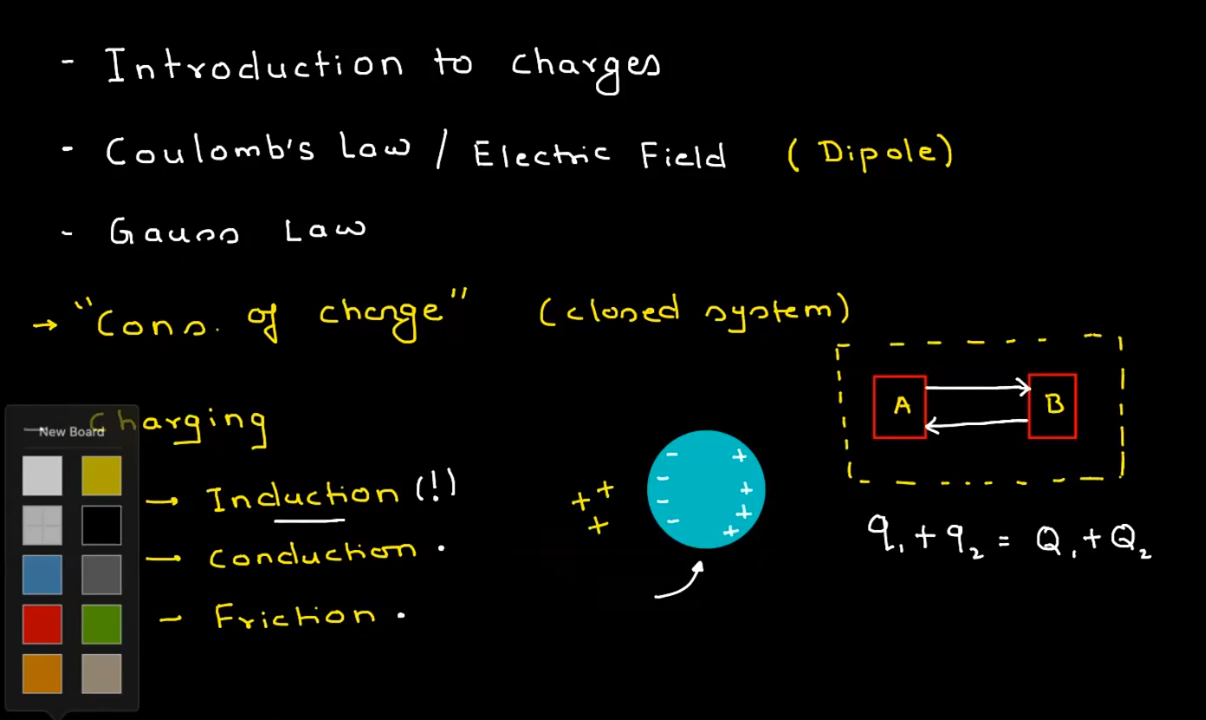 - Introduction to charges
- Coulomb's Law / Electric Field (Dipole)
- Gauss Law
→ "Cons. of charge" (closed system)
A B
- Charging
New Board
→ Induction (!)
+ + +
- - - -
+ + + +
q₁ + q₂ = Q₁ + Q₂
→ Conduction .
- Friction .